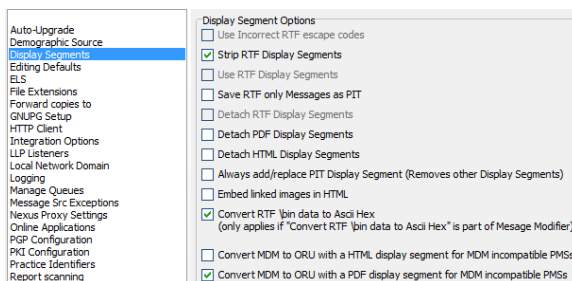 Auto-Upgrade
Demographic Source
Display Segments
Editing Defaults
ELS
File Extensions
Forward copies to
GNUPG Setup
HTTP Client
Integration Options
LLP Listeners
Local Network Domain
Logging
Manage Queues
Message Src Exceptions
Nexus Proxy Settings
Online Applications
PGP Configuration
PKI Configuration
Practice Identifiers
Report scanning
Display Segment Options
Use Incorrect RTF escape codes
Strip RTF Display Segments
Use RTF Display Segments
Save RTF only Messages as PIT
Detach RTF Display Segments
Detach PDF Display Segments
Detach HTML Display Segments
Always add/replace PIT Display Segment (Removes other Display Segments)
Embed linked images in HTML
Convert RTF \bin data to Ascii Hex
(only applies if "Convert RTF \bin data to Ascii Hex" is part of Mesage Modifier)
Convert MDM to ORU with a HTML display segment for MDM incompatible PMSs
Convert MDM to ORU with a PDF display segment for MDM incompatible PMSs